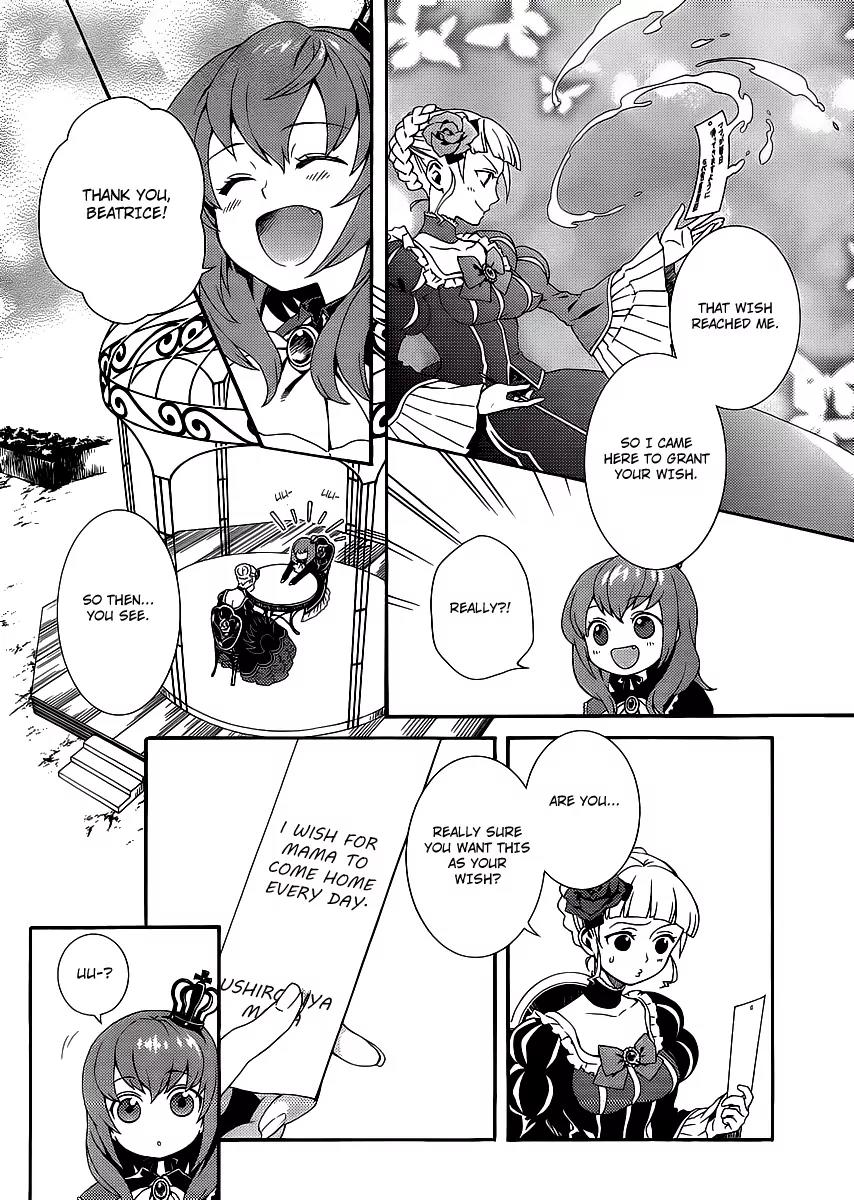 THAT WISH
REACHED ME.
SO I CAME
HERE TO GRANT
YOUR WISH.
REALLY?!
THANK YOU,
BEATRICE!
UU-
UU-
SO THEN...
YOU SEE.
ARE YOU...
REALLY SURE
YOU WANT THIS
AS YOUR
WISH?
I WISH FOR
MAMA TO
COME HOME
EVERY DAY.
UU-?